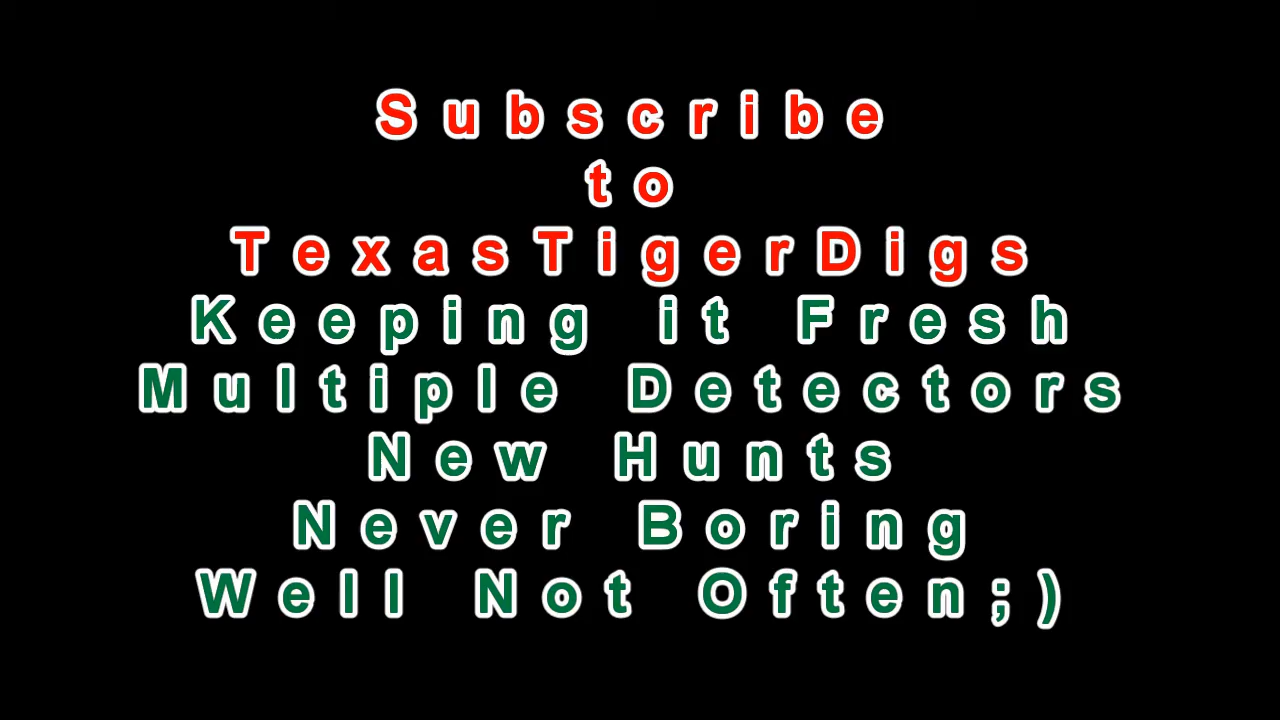 Subscribe
to
TexasTigerDigs
Keeping it Fresh
Multiple Detectors
New Hunts
Never Boring
Well Not Often;)